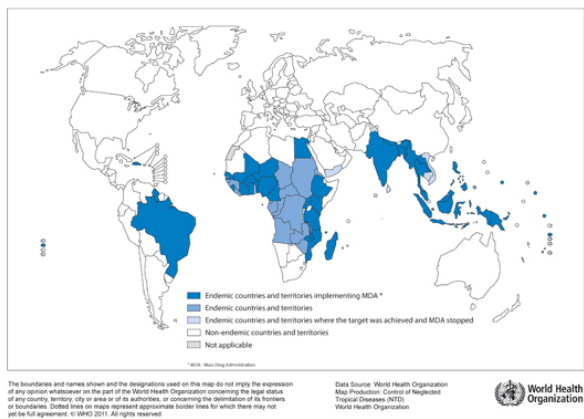 Endemic countries and territories implementing MDA *
Endemic countries and territories
Endemic countries and territories where the target was achieved and MDA stopped
Non-endemic countries and territories
Not applicable
* MDA : Mass Drug Administration
The boundaries and names shown and the designations used on this map do not imply the expression
of any opinion whatsoever on the part of the World Health Organization concerning the legal status
of any country, territory, city or area or of its authorities, or concerning the delimitation of its frontiers
or boundaries. Dotted lines on maps represent approximate border lines for which there may not
yet be full agreement. © WHO 2011. All rights reserved
Data Source: World Health Organization
Map Production: Control of Neglected
Tropical Diseases (NTD)
World Health Organization
World Health
Organization